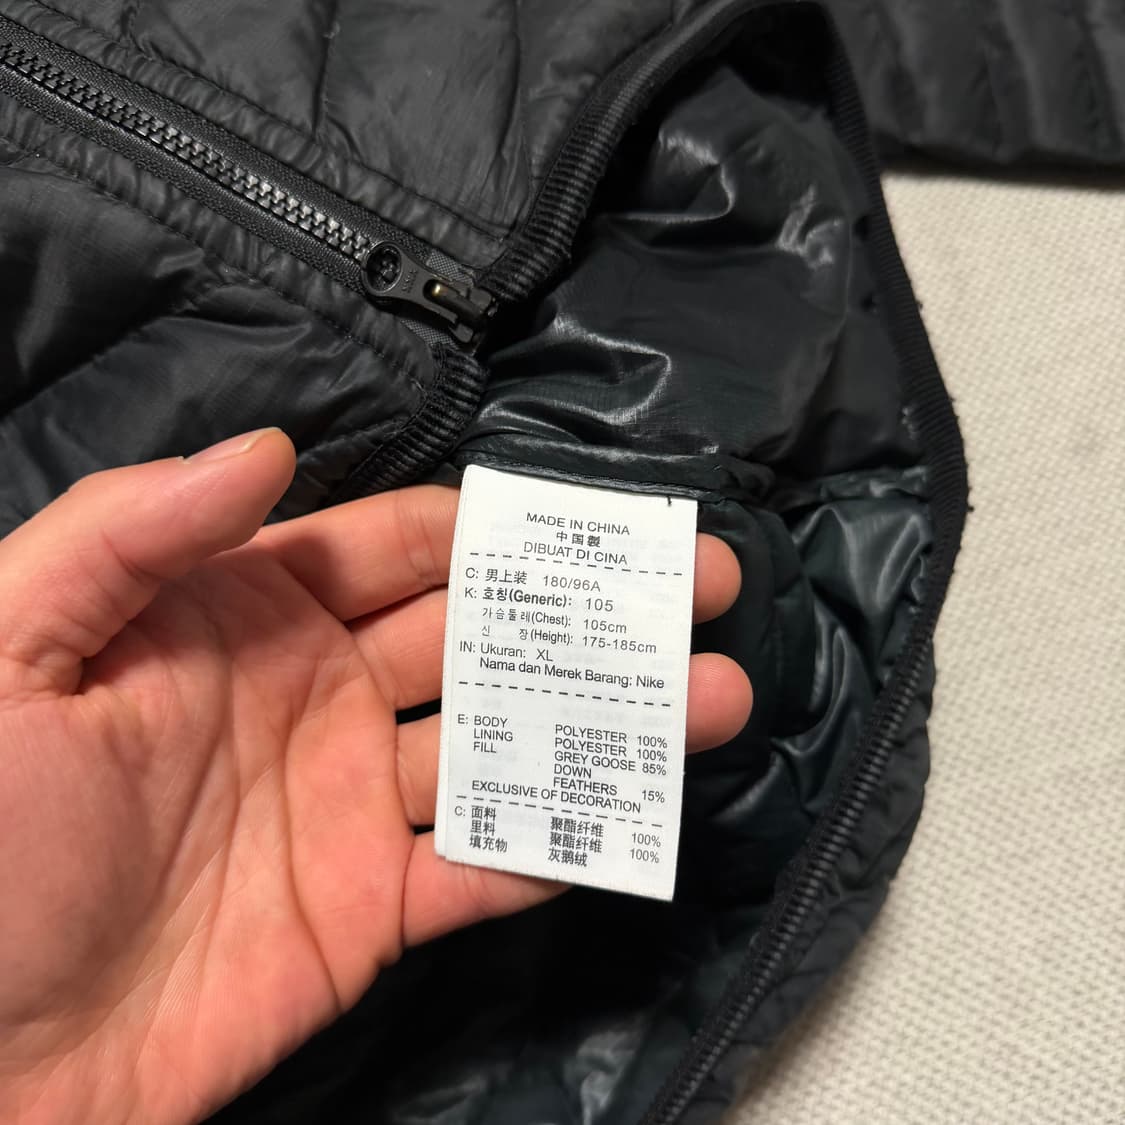 MADE IN CHINA
中国製
DIBUAT DI CINA
C: 男上装 180/96A
K: 호칭(Generic): 105
가슴둘레(Chest): 105cm
신 장(Height): 175-185cm
IN: Ukuran: XL
Nama dan Merek Barang: Nike
E: BODY POLYESTER 100%
LINING POLYESTER 100%
FILL GREY GOOSE 85%
DOWN
FEATHERS 15%
EXCLUSIVE OF DECORATION
C: 面料 聚酯纤维 100%
里料 聚酯纤维 100%
填充物 灰鹅绒